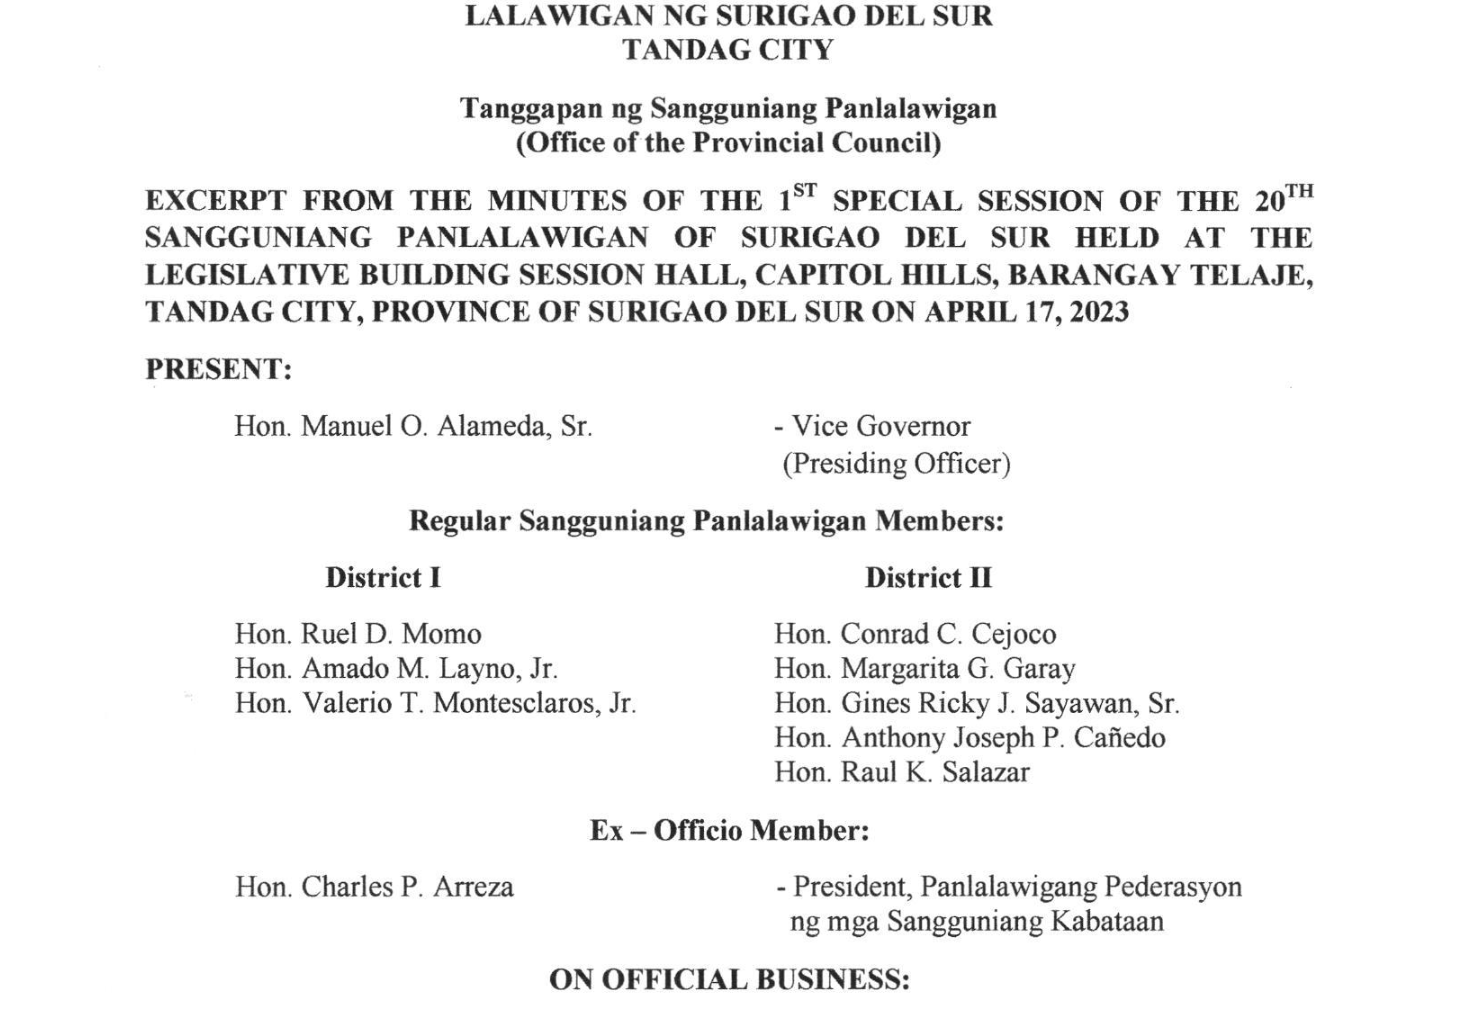 LALAWIGAN NG SURIGAO DEL SUR
TANDAG CITY
Tanggapan ng Sangguniang Panlalawigan
(Office of the Provincial Council)
EXCERPT FROM THE MINUTES OF THE 1ST SPECIAL SESSION OF THE 20TH
SANGGUNIANG PANLALAWIGAN OF SURIGAO DEL SUR HELD AT THE
LEGISLATIVE BUILDING SESSION HALL, CAPITOL HILLS, BARANGAY TELAJE,
TANDAG CITY, PROVINCE OF SURIGAO DEL SUR ON APRIL 17, 2023
PRESENT:
Hon. Manuel O. Alameda, Sr. - Vice Governor
(Presiding Officer)
Regular Sangguniang Panlalawigan Members:
District I District II
Hon. Ruel D. Momo Hon. Conrad C. Cejoco
Hon. Amado M. Layno, Jr. Hon. Margarita G. Garay
Hon. Valerio T. Montesclaros, Jr. Hon. Gines Ricky J. Sayawan, Sr.
Hon. Anthony Joseph P. Cañedo
Hon. Raul K. Salazar
Ex – Officio Member:
Hon. Charles P. Arreza - President, Panlalawigang Pederasyon
ng mga Sangguniang Kabataan
ON OFFICIAL BUSINESS: